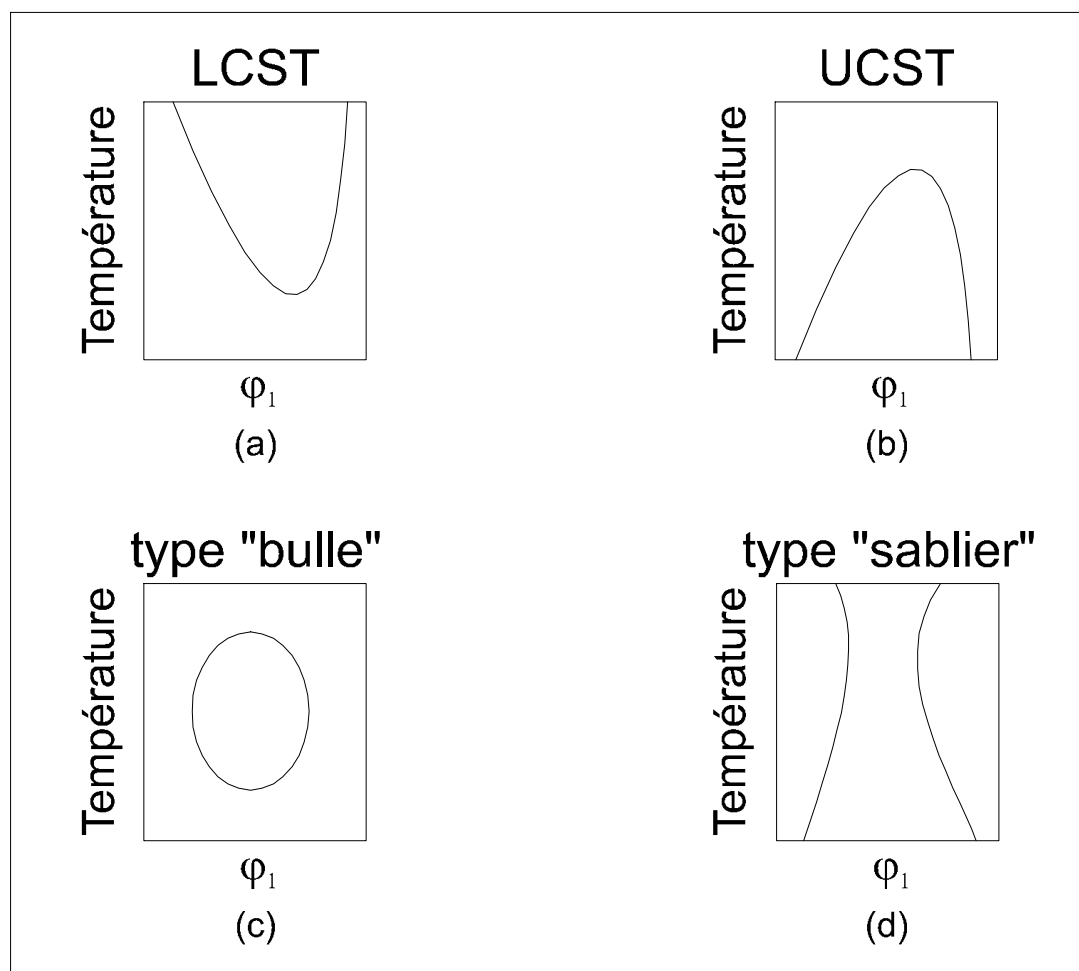 LCST
Température
φ₁
(a)
UCST
Température
φ₁
(b)
type "bulle"
Température
φ₁
(c)
type "sablier"
Température
φ₁
(d)